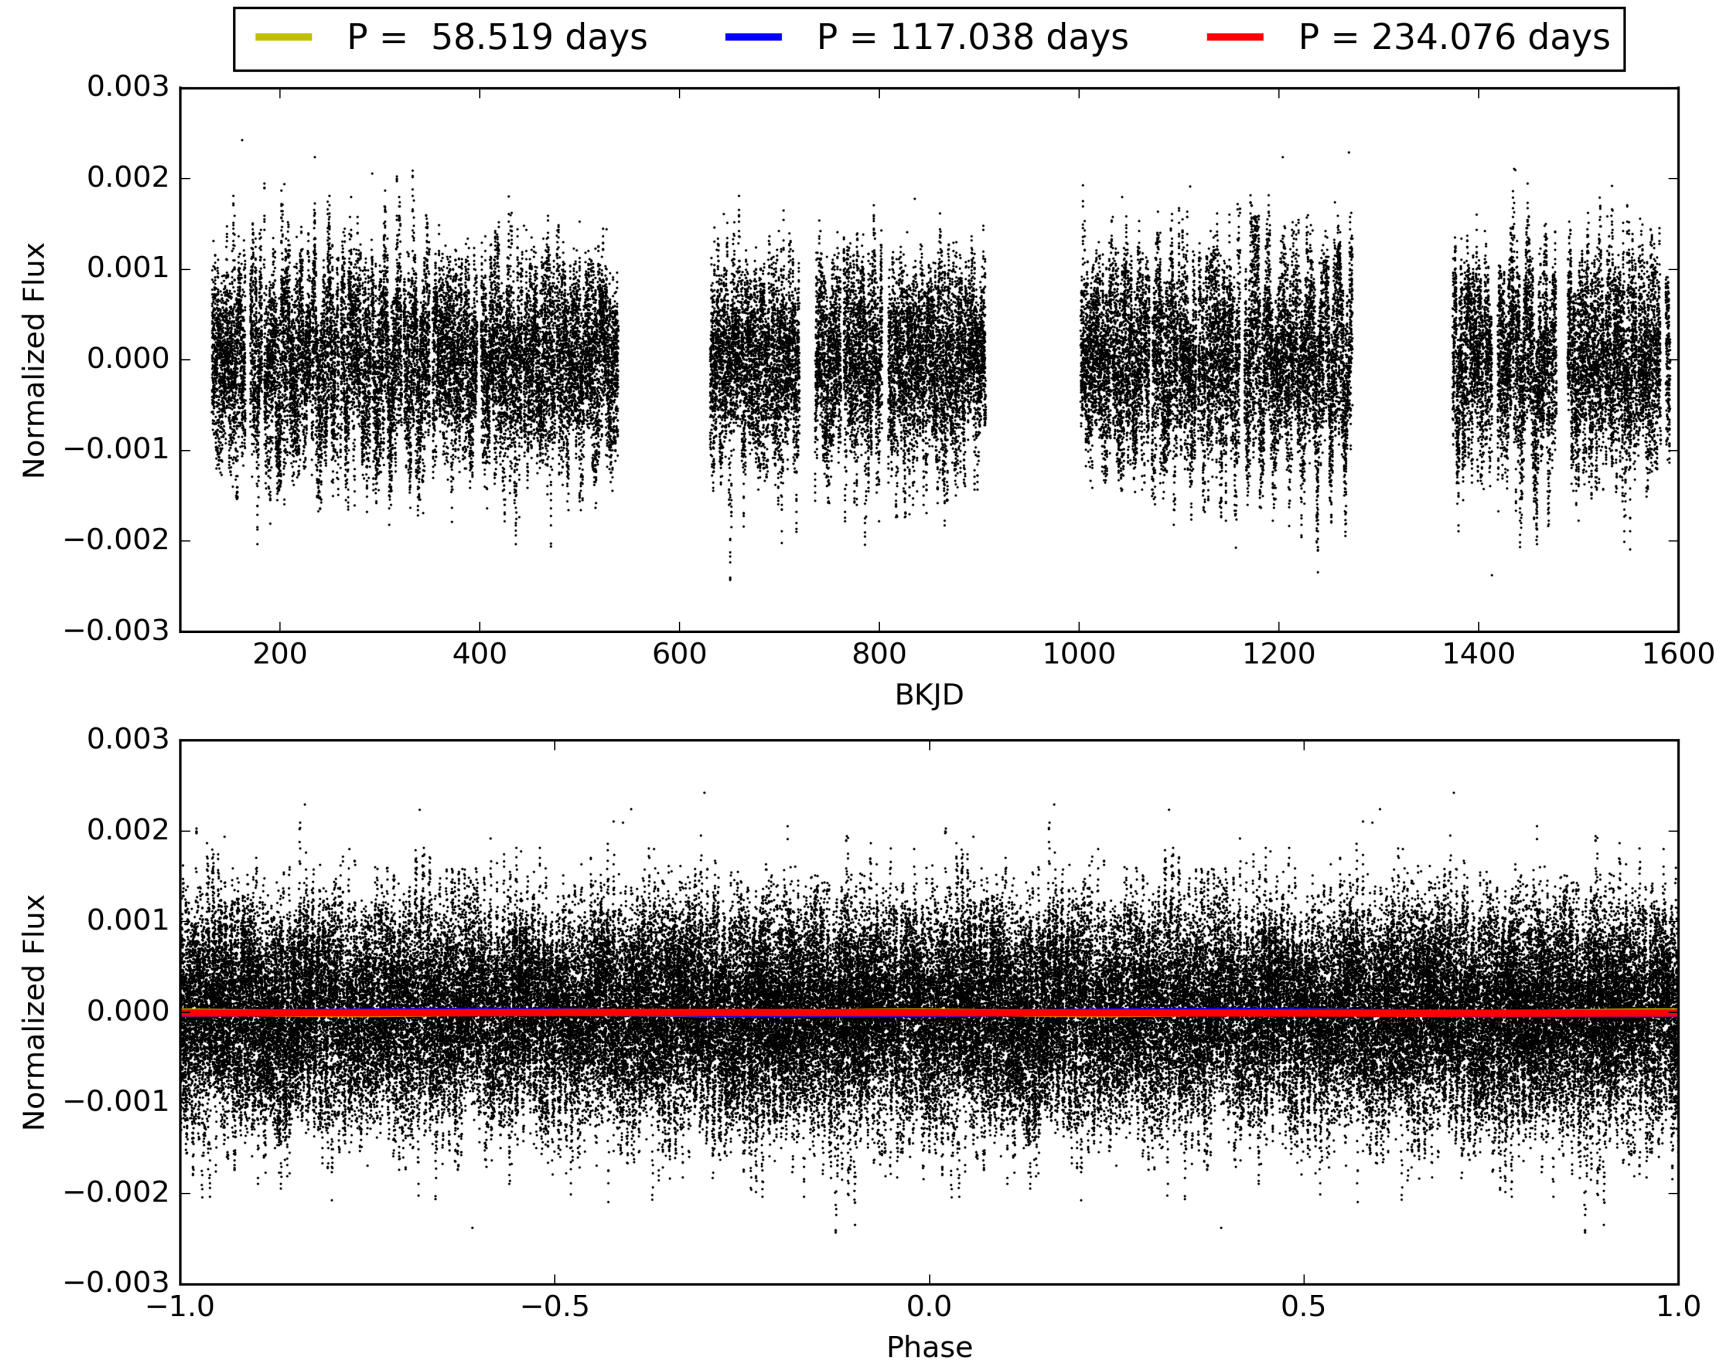 P =  58.519 days P = 117.038 days P = 234.076 days
0.003
0.002
0.001
0.000
−0.001
−0.002
−0.003
Normalized Flux
200 400 600 800 1000 1200 1400 1600
BKJD
0.003
0.002
0.001
0.000
−0.001
−0.002
−0.003
Normalized Flux
−1.0 −0.5 0.0 0.5 1.0
Phase